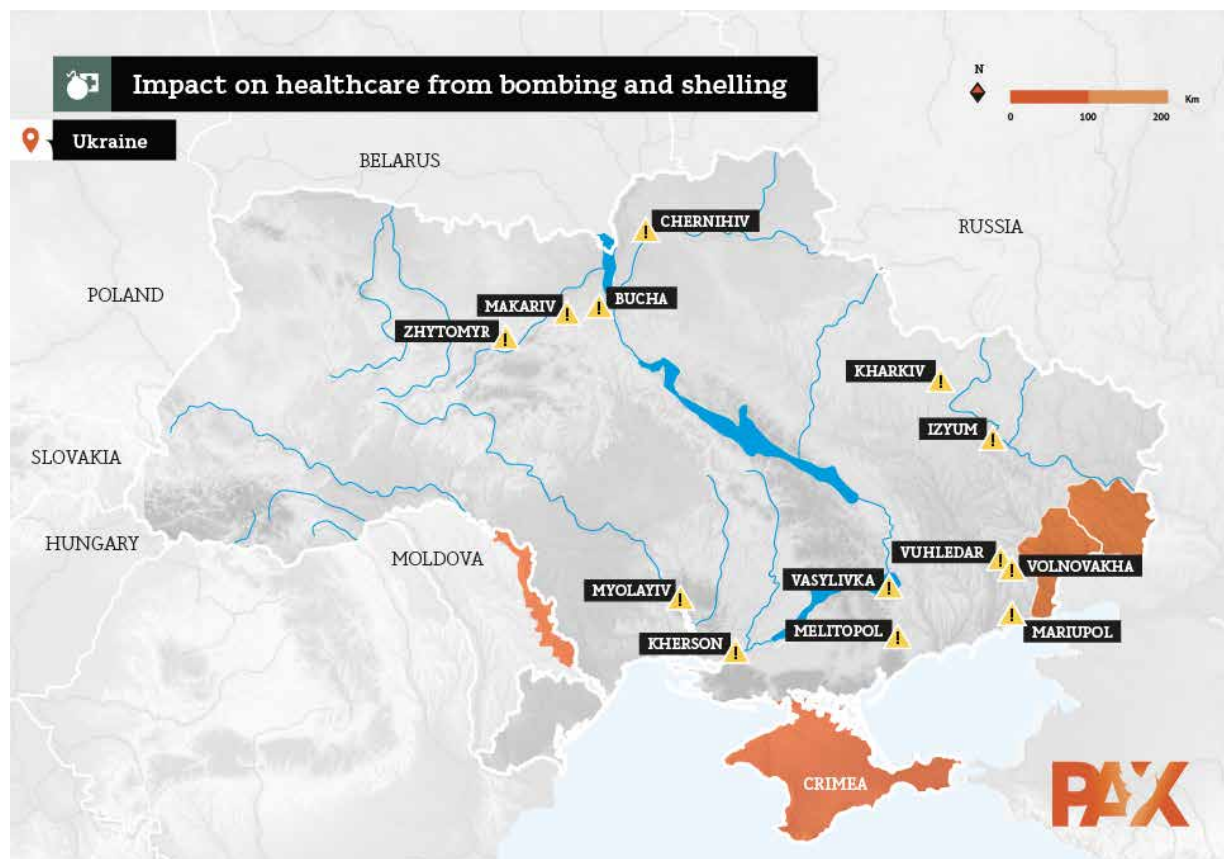 Impact on healthcare from bombing and shelling
N
Km
0 100 200
Ukraine
BELARUS
CHERNIHIV
RUSSIA
POLAND
MAKARIV
BUCHA
ZHYTOMYR
KHARKIV
IZYUM
SLOVAKIA
HUNGARY
MOLDOVA
VUHLEDAR
VOLNOVAKHA
MYOLAYIV
VASYLIVKA
KHERSON
MELITOPOL
MARIUPOL
CRIMEA
PAX